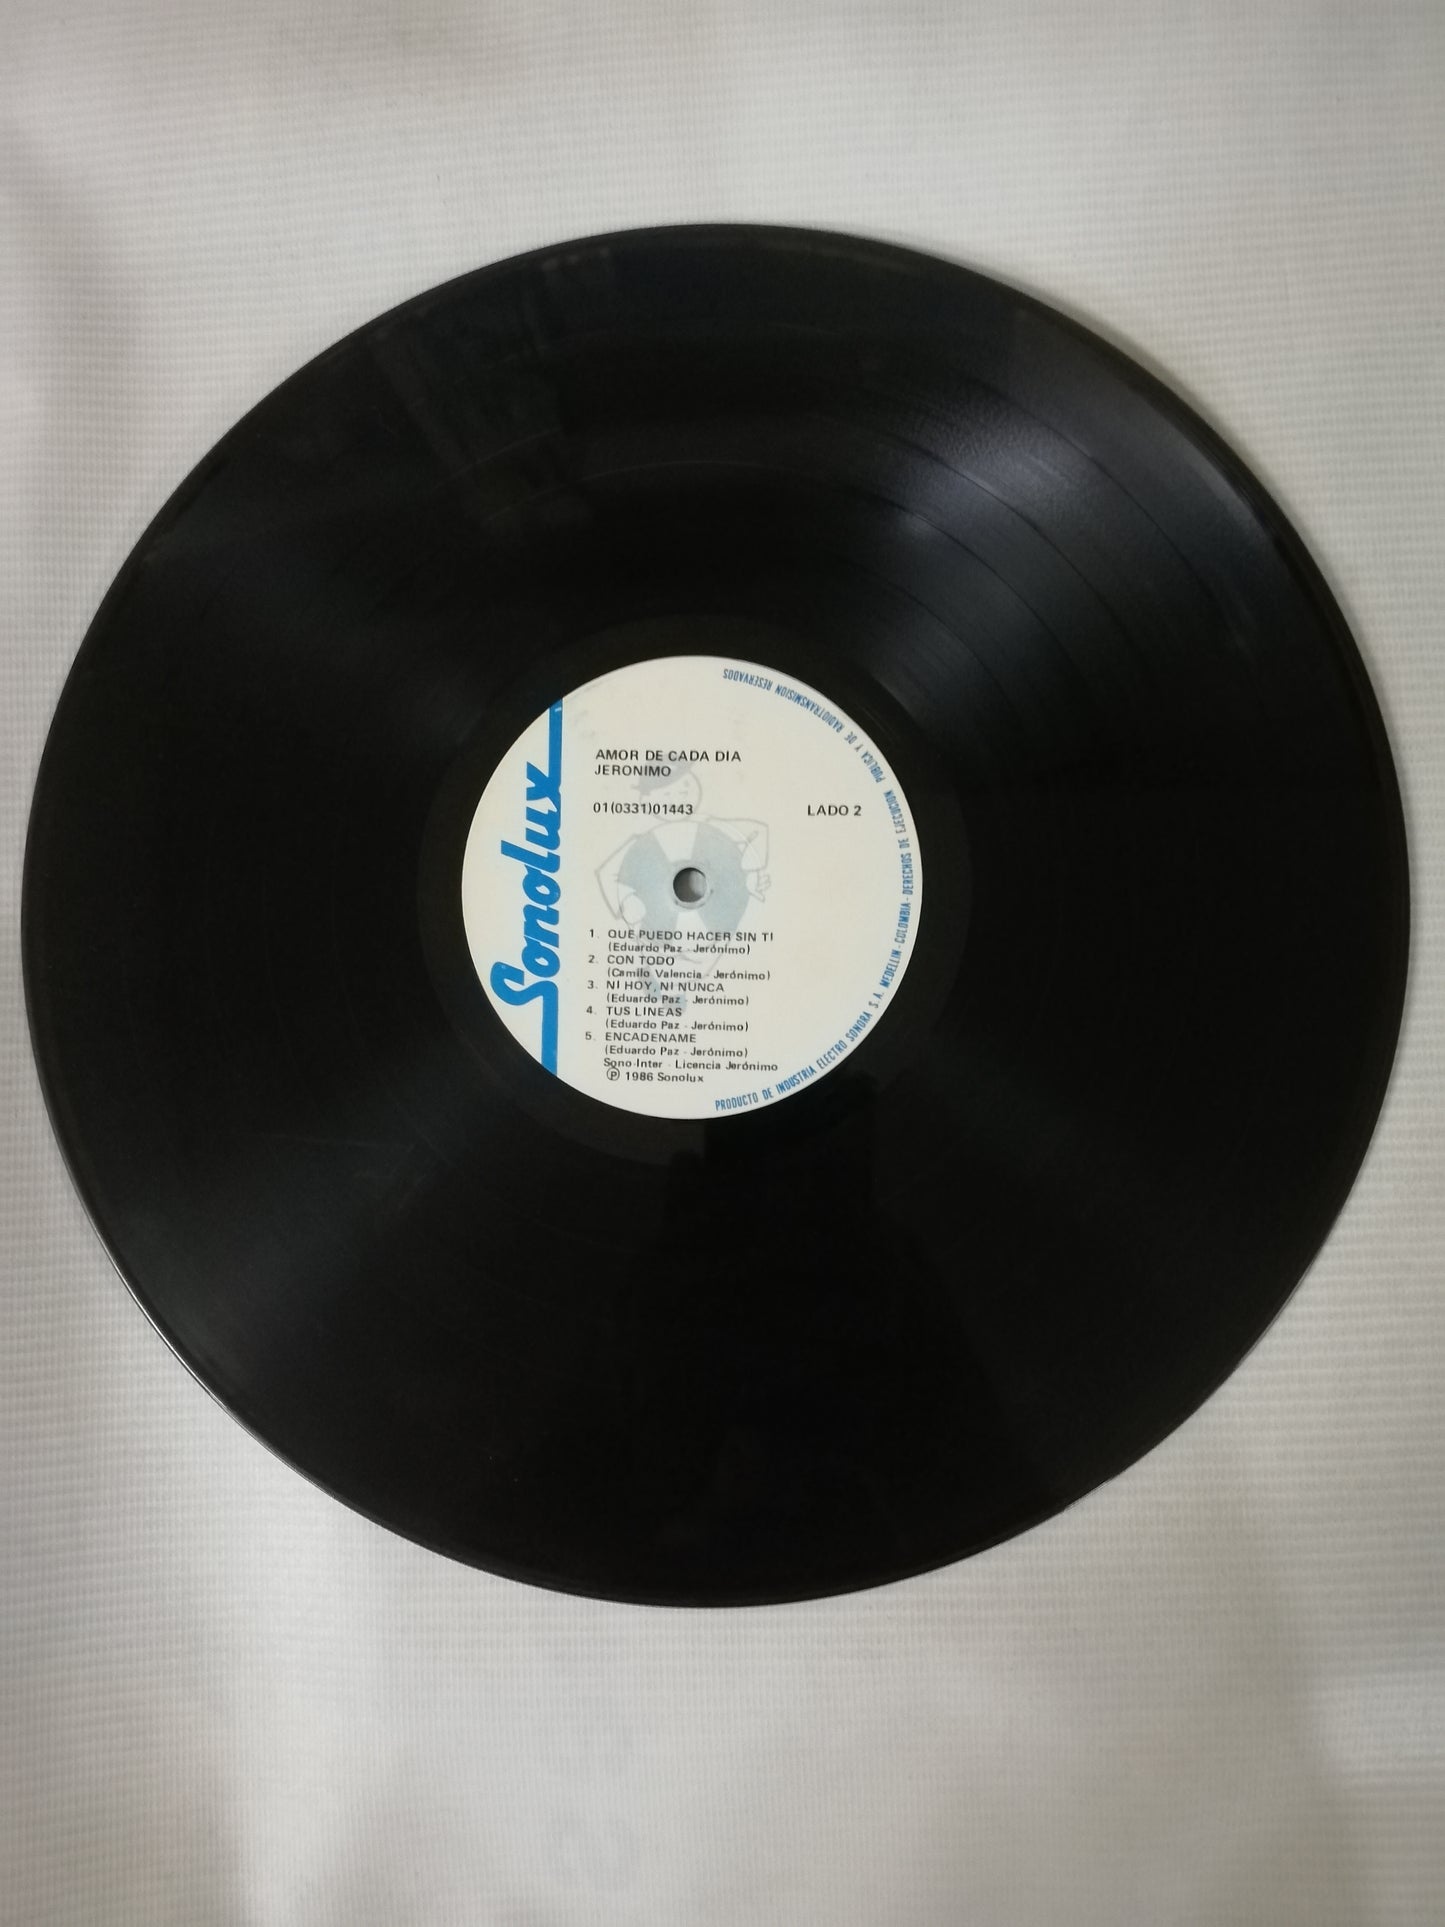 Sonolux
AMOR DE CADA DIA
JERONIMO
01(0331)01443 LADO 2
1. QUE PUEDO HACER SIN TI
(Eduardo Paz - Jerónimo)
2. CON TODO
(Camilo Valencia - Jerónimo)
3. NI HOY, NI NUNCA
(Eduardo Paz - Jerónimo)
4. TUS LINEAS
(Eduardo Paz - Jerónimo)
5. ENCADENAME
(Eduardo Paz - Jerónimo)
Sono-Inter - Licencia Jerónimo
Ⓟ 1986 Sonolux
PRODUCTO DE INDUSTRIA ELECTRO SONORA S.A. MEDELLIN - COLOMBIA - DERECHOS DE EJECUCION PUBLICA Y DE RADIOTRANSMISION RESERVADOS